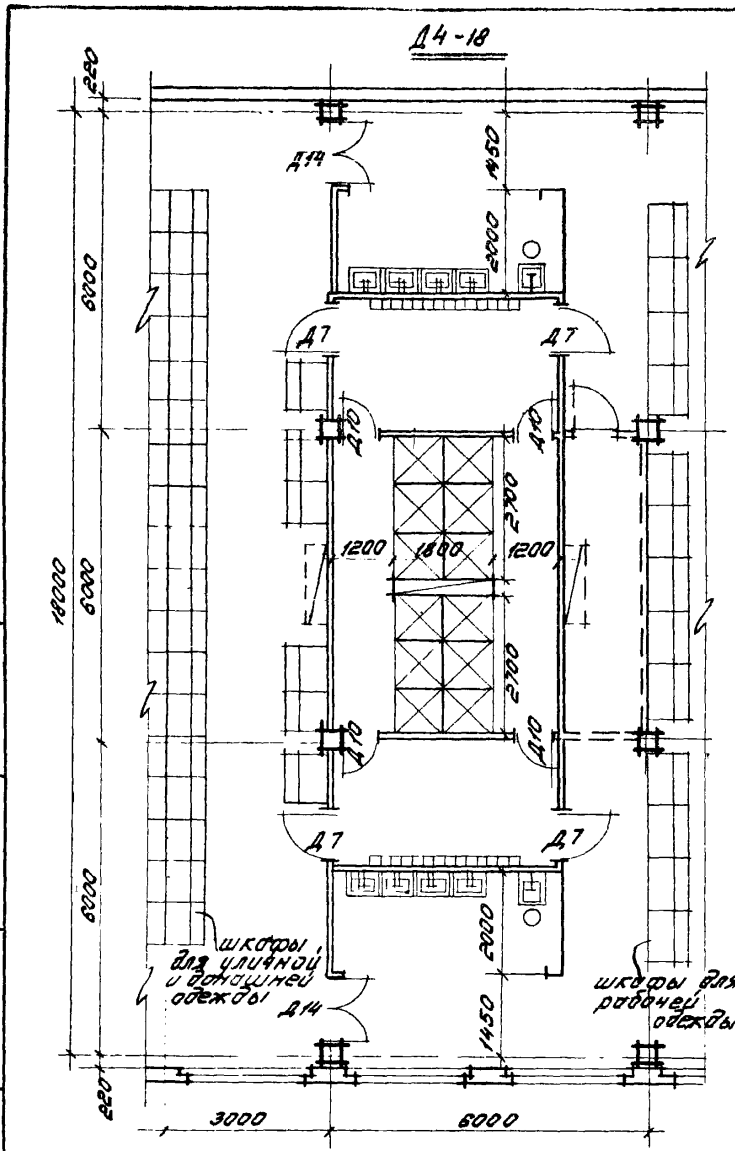 Д4-18
220
1450
Д14
2000
6000
Д7
Д7
Д10
Д10
2700
1200
1800
1200
18000
6000
2700
Д10
Д10
Д7
Д7
6000
2000
шкафы
для уличной
и домашней
одежды
шкафы для
рабочей
одежды
Д14
1450
220
3000
6000